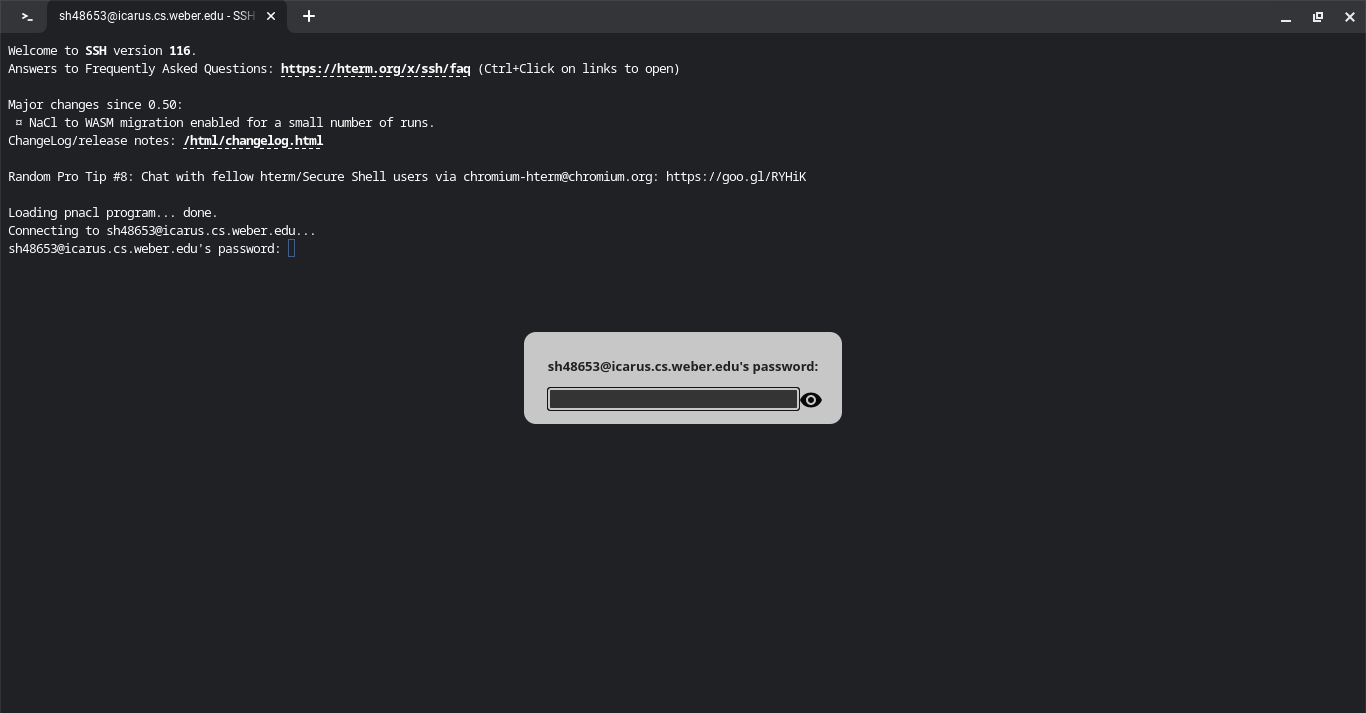 sh48653@icarus.cs.weber.edu - SSH
Welcome to SSH version 116.
Answers to Frequently Asked Questions: https://hterm.org/x/ssh/faq (Ctrl+Click on links to open)
Major changes since 0.50:
¤ NaCl to WASM migration enabled for a small number of runs.
ChangeLog/release notes: /html/changelog.html
Random Pro Tip #8: Chat with fellow hterm/Secure Shell users via chromium-hterm@chromium.org: https://goo.gl/RYHiK
Loading pnacl program... done.
Connecting to sh48653@icarus.cs.weber.edu...
sh48653@icarus.cs.weber.edu's password:
sh48653@icarus.cs.weber.edu's password: